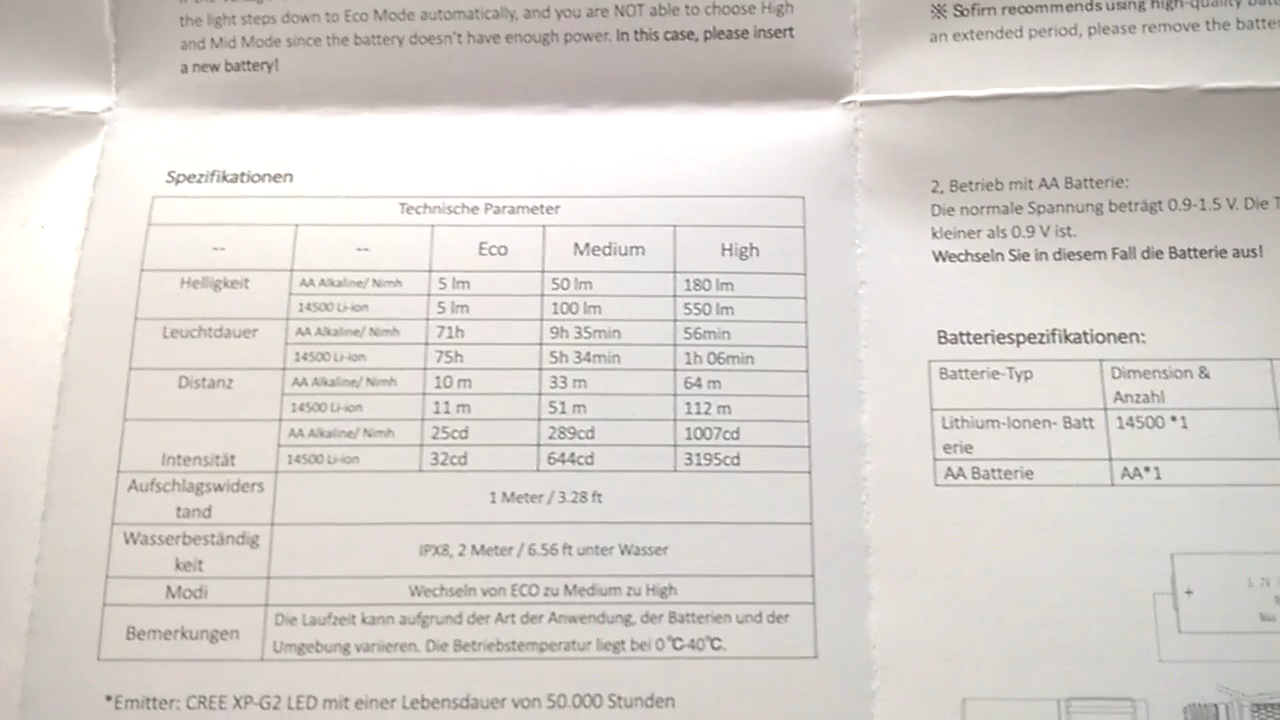 the light steps down to Eco Mode automatically, and you are NOT able to choose High
and Mid Mode since the battery doesn't have enough power. In this case, please insert
a new battery!
※ Sofirn recommends using high-quality
an extended period, please remove the
Spezifikationen
Technische Parameter
-- -- Eco Medium High
Helligkeit AA Alkaline/ Nimh 5 lm 50 lm 180 lm
14500 Li-ion 5 lm 100 lm 550 lm
Leuchtdauer AA Alkaline/ Nimh 71h 9h 35min 56min
14500 Li-ion 75h 5h 34min 1h 06min
Distanz AA Alkaline/ Nimh 10 m 33 m 64 m
14500 Li-ion 11 m 51 m 112 m
AA Alkaline/ Nimh 25cd 289cd 1007cd
Intensität 14500 Li-ion 32cd 644cd 3195cd
Aufschlagswiders
tand 1 Meter / 3.28 ft
Wasserbeständig
keit IPX8, 2 Meter / 6.56 ft unter Wasser
Modi Wechseln von ECO zu Medium zu High
Bemerkungen Die Laufzeit kann aufgrund der Art der Anwendung, der Batterien und der
Umgebung variieren. Die Betriebstemperatur liegt bei 0℃-40℃.
*Emitter: CREE XP-G2 LED mit einer Lebensdauer von 50.000 Stunden
2, Betrieb mit AA Batterie:
Die normale Spannung beträgt 0.9-1.5 V. Die
kleiner als 0.9 V ist.
Wechseln Sie in diesem Fall die Batterie aus!
Batteriespezifikationen:
Batterie-Typ Dimension &
Anzahl
Lithium-Ionen- Batt 14500 *1
erie
AA Batterie AA*1
+